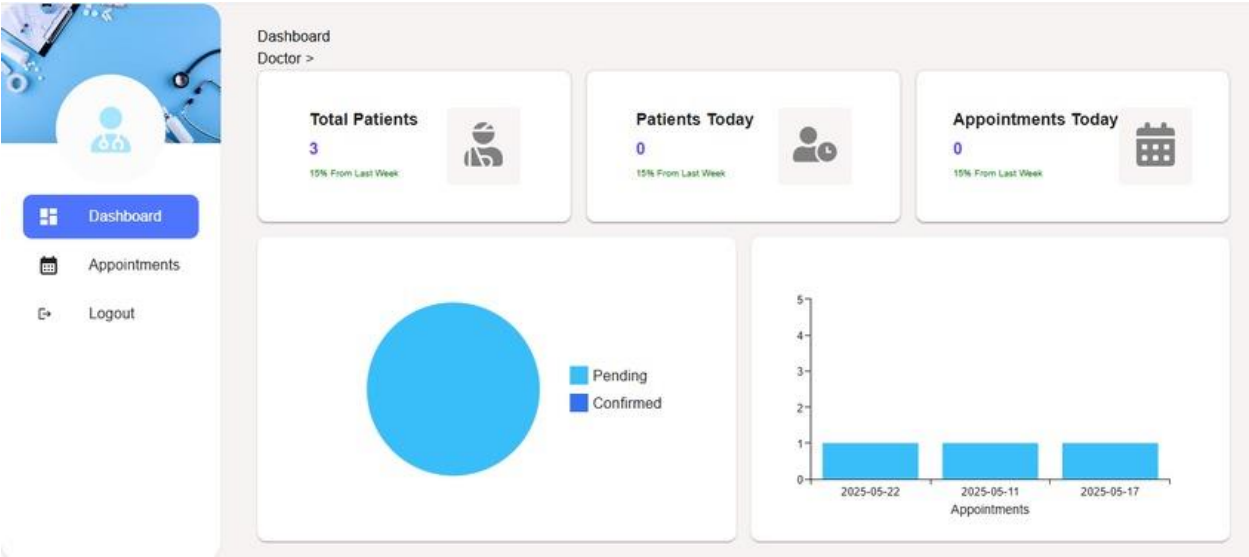 Dashboard
Appointments
Logout
Dashboard
Doctor >
Total Patients
3
15% From Last Week
Patients Today
0
15% From Last Week
Appointments Today
0
15% From Last Week
Pending
Confirmed
5
4
3
2
1
0
2025-05-22 2025-05-11 2025-05-17
Appointments